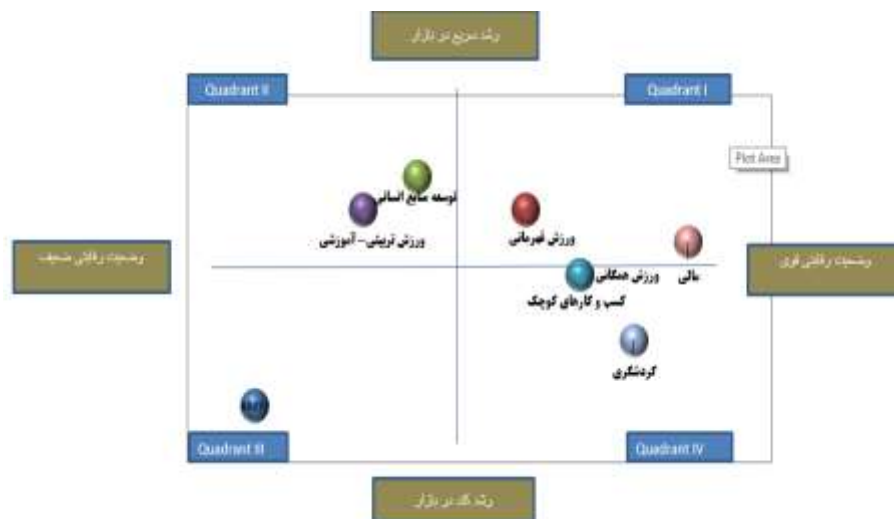 رشد سریع در بازار
Quadrant II
Quadrant I
Plot Area
توسعه منابع انسانی
ورزش تربیتی- آموزشی
ورزش قهرمانی
وضعیت رقابتی ضعیف
وضعیت رقابتی قوی
مالی
ورزش همگانی
کسب و کارهای کوچک
گردشگری
Quadrant III
Quadrant IV
رشد کند در بازار